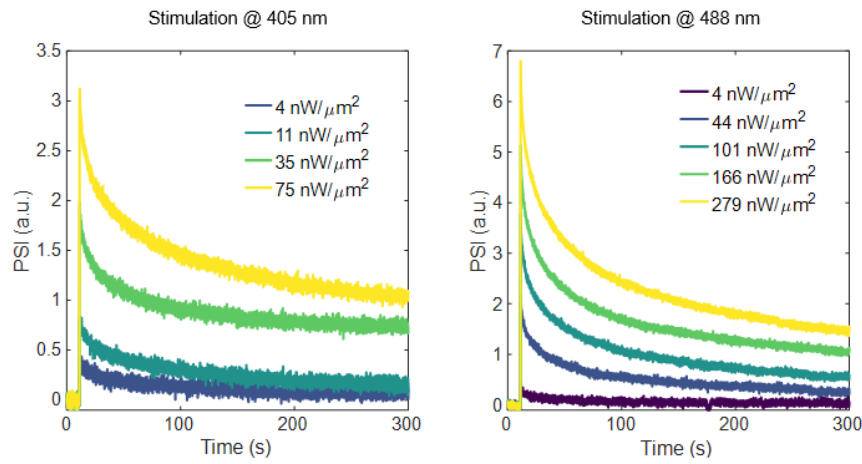 Stimulation @ 405 nm
3.5
3
2.5
2
1.5
1
0.5
0
PSI (a.u.)
4 nW/μm²
11 nW/μm²
35 nW/μm²
75 nW/μm²
0
100
200
300
Time (s)
Stimulation @ 488 nm
7
6
5
4
3
2
1
0
PSI (a.u.)
4 nW/μm²
44 nW/μm²
101 nW/μm²
166 nW/μm²
279 nW/μm²
0
100
200
300
Time (s)